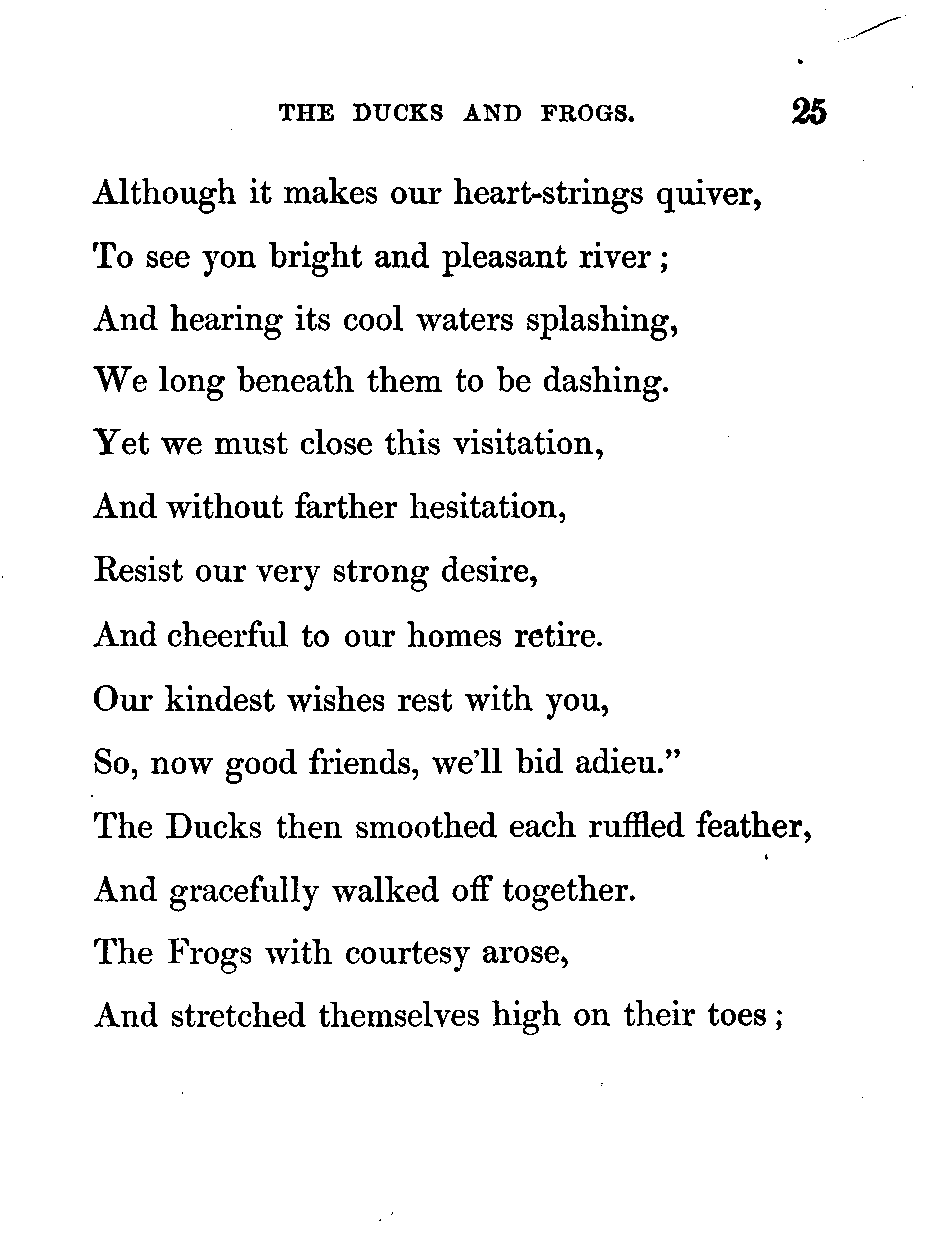 THE DUCKS AND FROGS. 25
Although it makes our heart-strings quiver,
To see yon bright and pleasant river ;
And hearing its cool waters splashing,
We long beneath them to be dashing.
Yet we must close this visitation,
And without farther hesitation,
Resist our very strong desire,
And cheerful to our homes retire.
Our kindest wishes rest with you,
So, now good friends, we'll bid adieu."
The Ducks then smoothed each ruffled feather,
And gracefully walked off together.
The Frogs with courtesy arose,
And stretched themselves high on their toes ;